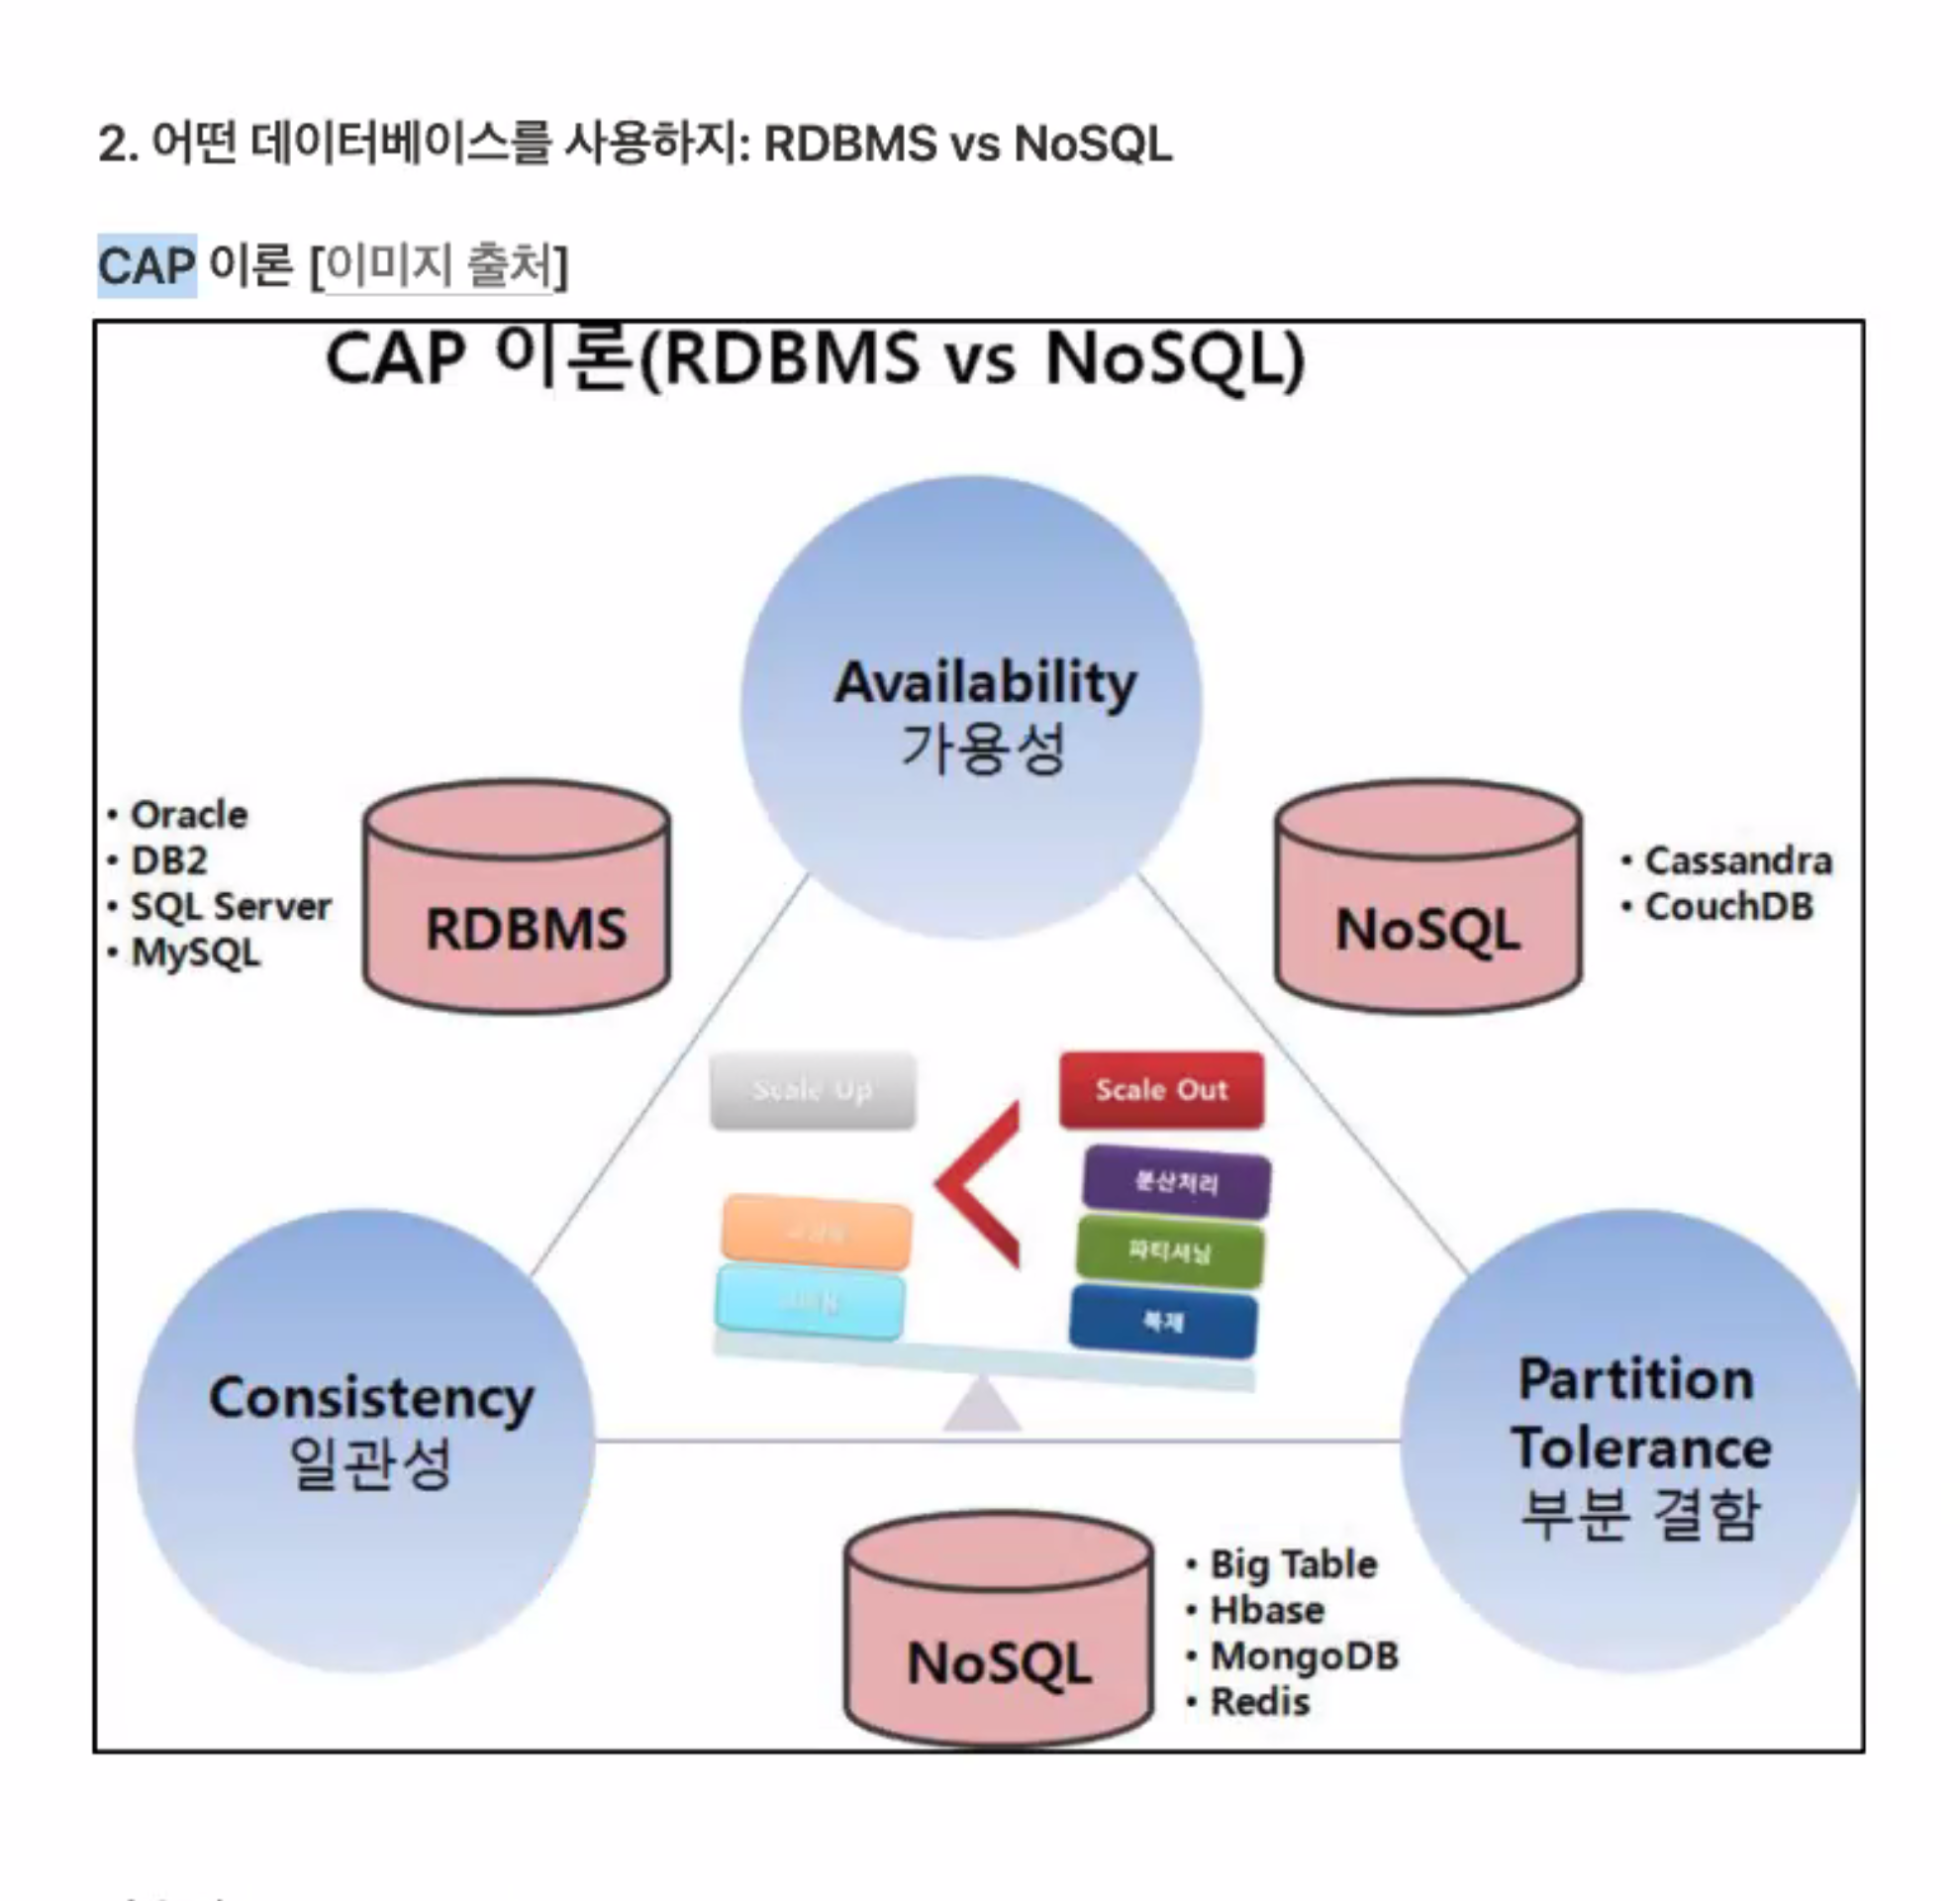 2. 어떤 데이터베이스를 사용하지: RDBMS vs NoSQL
CAP 이론 [이미지 출처]
CAP 이론(RDBMS vs NoSQL)
Availability
가용성
• Oracle
• DB2
• SQL Server
• MySQL
RDBMS
NoSQL
• Cassandra
• CouchDB
Scale Up
Scale Out
분산처리
파티셔닝
복제
Consistency
일관성
Partition
Tolerance
부분 결함
NoSQL
• Big Table
• Hbase
• MongoDB
• Redis